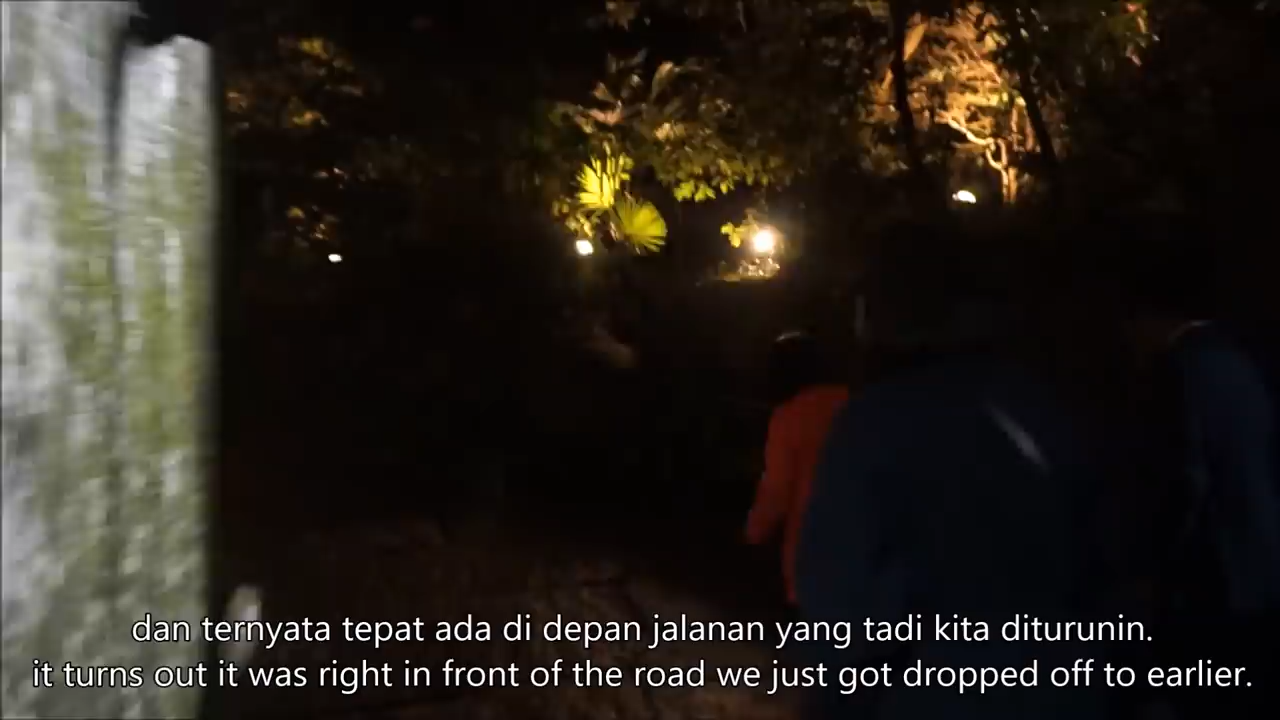 dan ternyata tepat ada di depan jalanan yang tadi kita diturunin.
it turns out it was right in front of the road we just got dropped off to earlier.